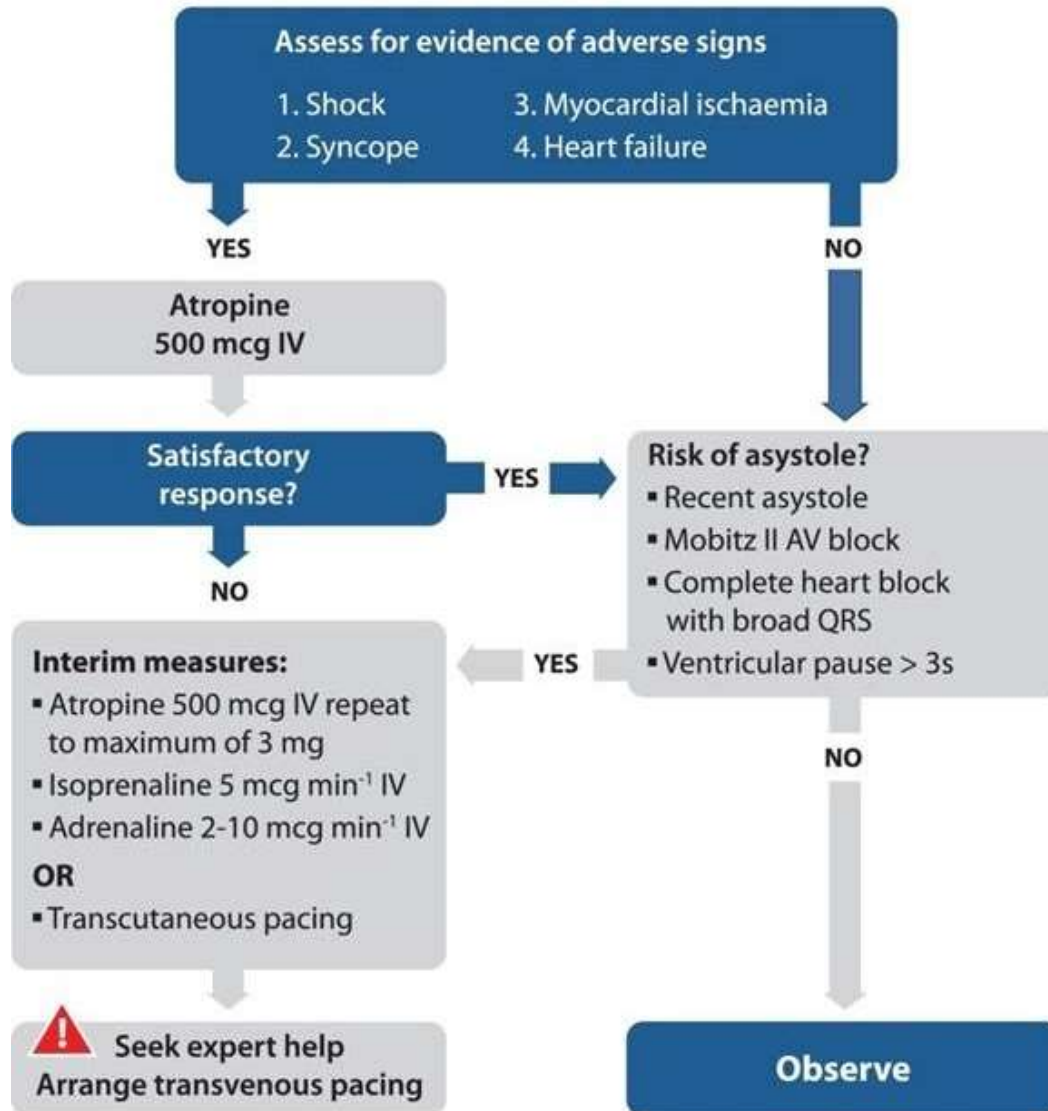 Assess for evidence of adverse signs
1. Shock
2. Syncope
3. Myocardial ischaemia
4. Heart failure
YES
NO
Atropine
500 mcg IV
Satisfactory
response?
YES
NO
Risk of asystole?
▪ Recent asystole
▪ Mobitz II AV block
▪ Complete heart block
with broad QRS
▪ Ventricular pause > 3s
YES
NO
Interim measures:
▪ Atropine 500 mcg IV repeat
to maximum of 3 mg
▪ Isoprenaline 5 mcg min⁻¹ IV
▪ Adrenaline 2-10 mcg min⁻¹ IV
OR
▪ Transcutaneous pacing
!
Seek expert help
Arrange transvenous pacing
Observe